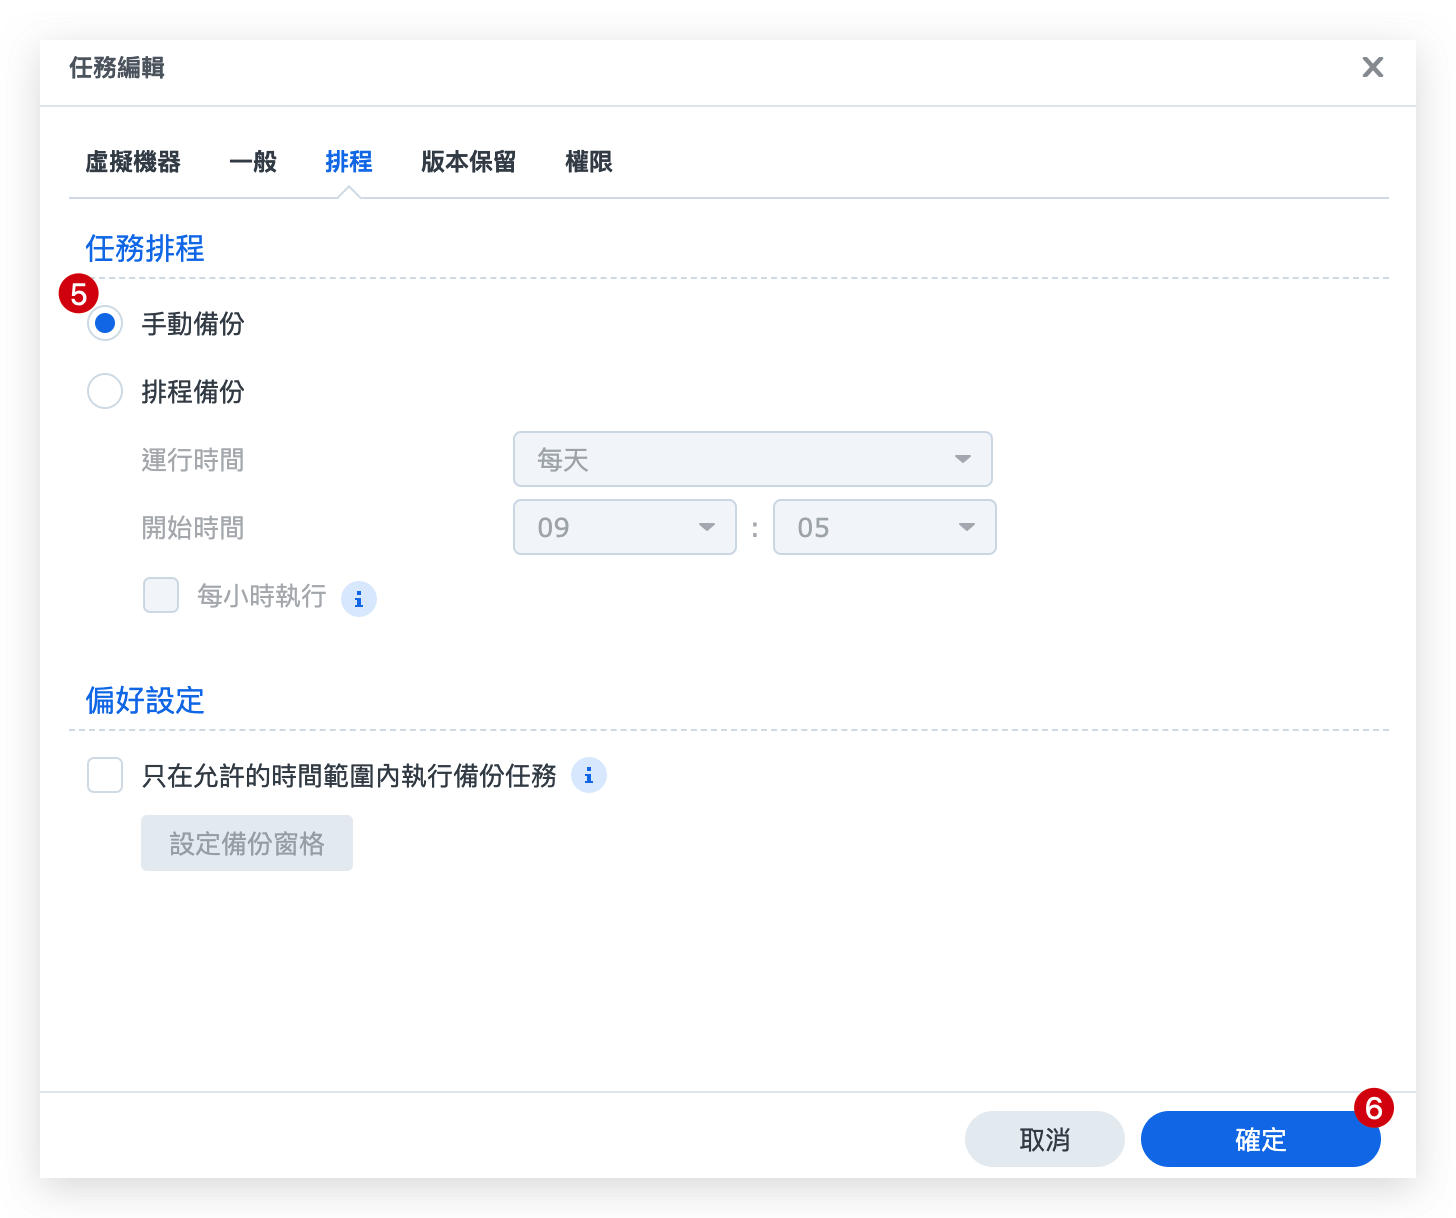 任務編輯
虛擬機器 一般 排程 版本保留 權限
任務排程
5
手動備份
排程備份
運行時間 每天
開始時間 09 : 05
每小時執行 i
偏好設定
只在允許的時間範圍內執行備份任務 i
設定備份窗格
6
取消 確定